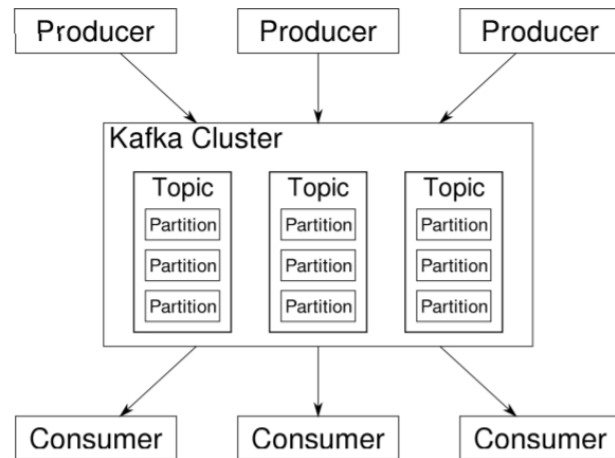 Producer Producer Producer
Kafka Cluster
Topic Topic Topic
Partition Partition Partition
Partition Partition Partition
Partition Partition Partition
Consumer Consumer Consumer